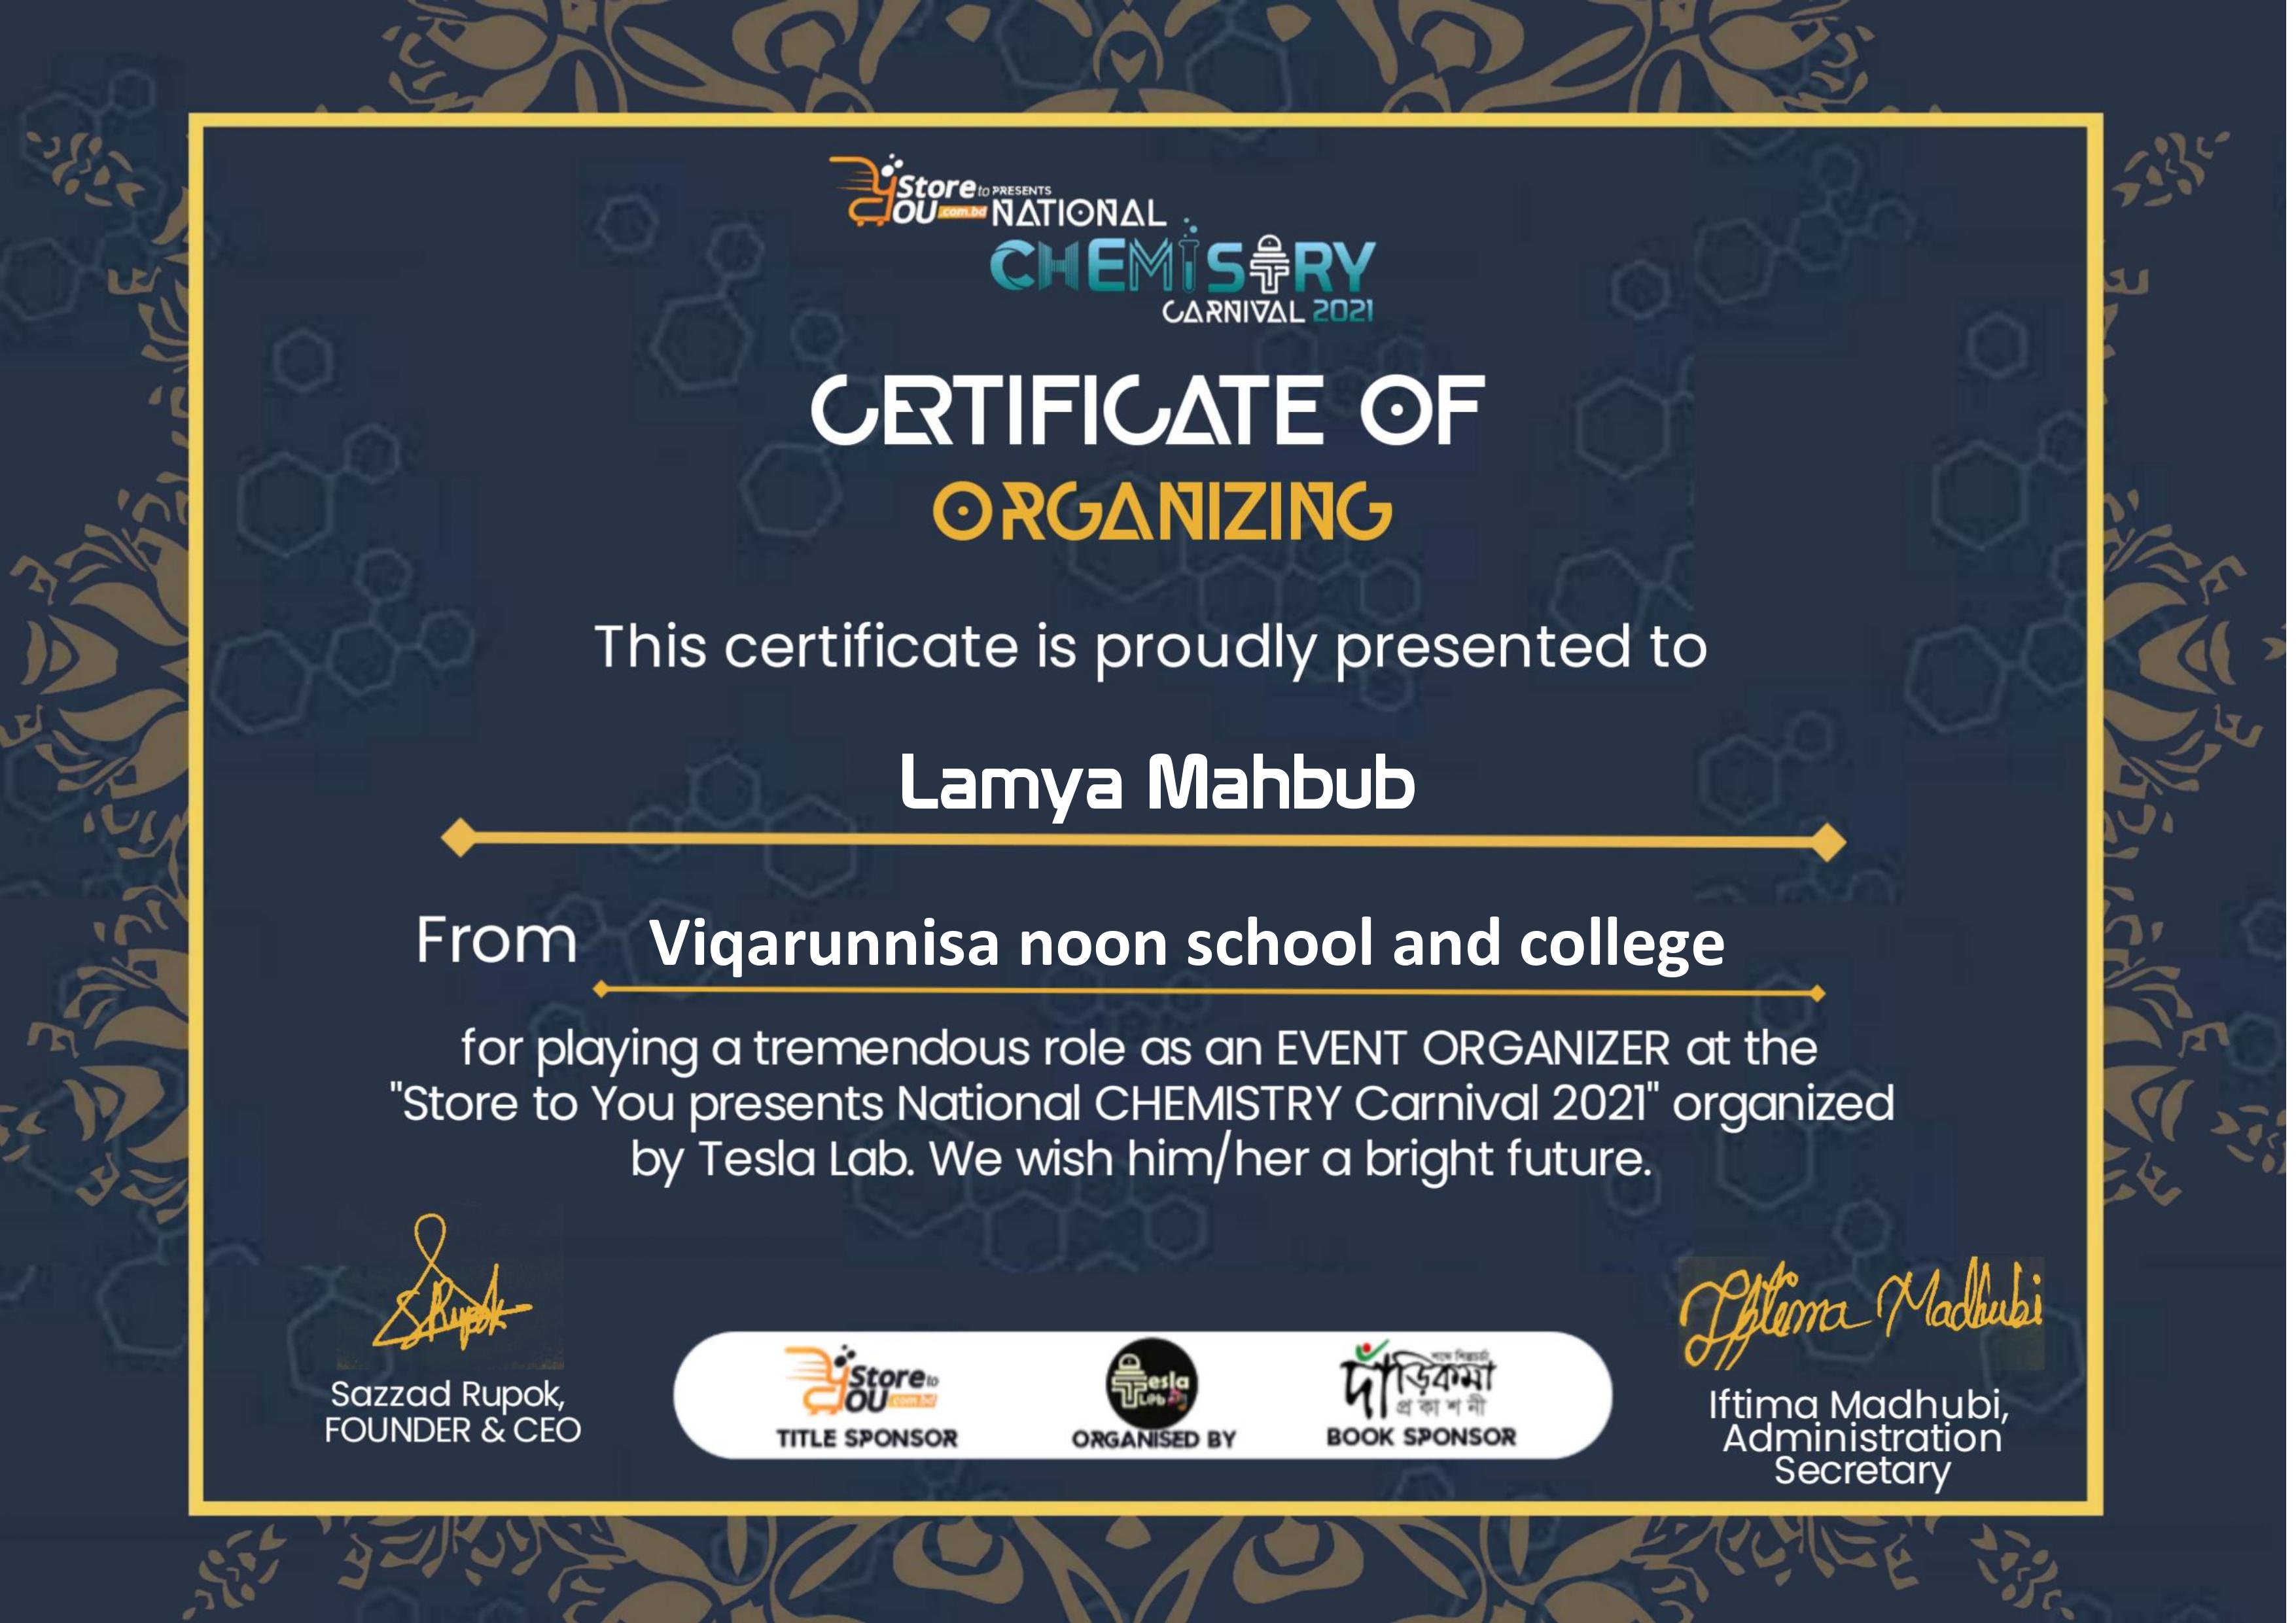 Store to PRESENTS
YOU .com.bd NATIONAL
CHEMISTRY
CARNIVAL 2021
CERTIFICATE OF
ORGANIZING
This certificate is proudly presented to
Lamya Mahbub
From Viqarunnisa noon school and college
for playing a tremendous role as an EVENT ORGANIZER at the
"Store to You presents National CHEMISTRY Carnival 2021" organized
by Tesla Lab. We wish him/her a bright future.
S Rupok
Iftima Madhubi
Sazzad Rupok,
FOUNDER & CEO
Store to
YOU .com.bd
TITLE SPONSOR
Tesla
Lab
ORGANISED BY
দাঁড়িকমা
প্রকাশনী
BOOK SPONSOR
Iftima Madhubi,
Administration
Secretary